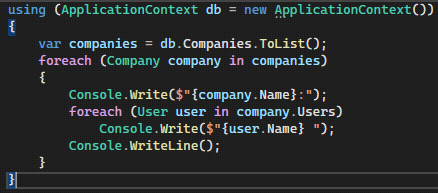 using (ApplicationContext db = new ApplicationContext())
{
    var companies = db.Companies.ToList();
    foreach (Company company in companies)
    {
        Console.Write($"{company.Name}:");
        foreach (User user in company.Users)
            Console.Write($"{user.Name} ");
        Console.WriteLine();
    }
}